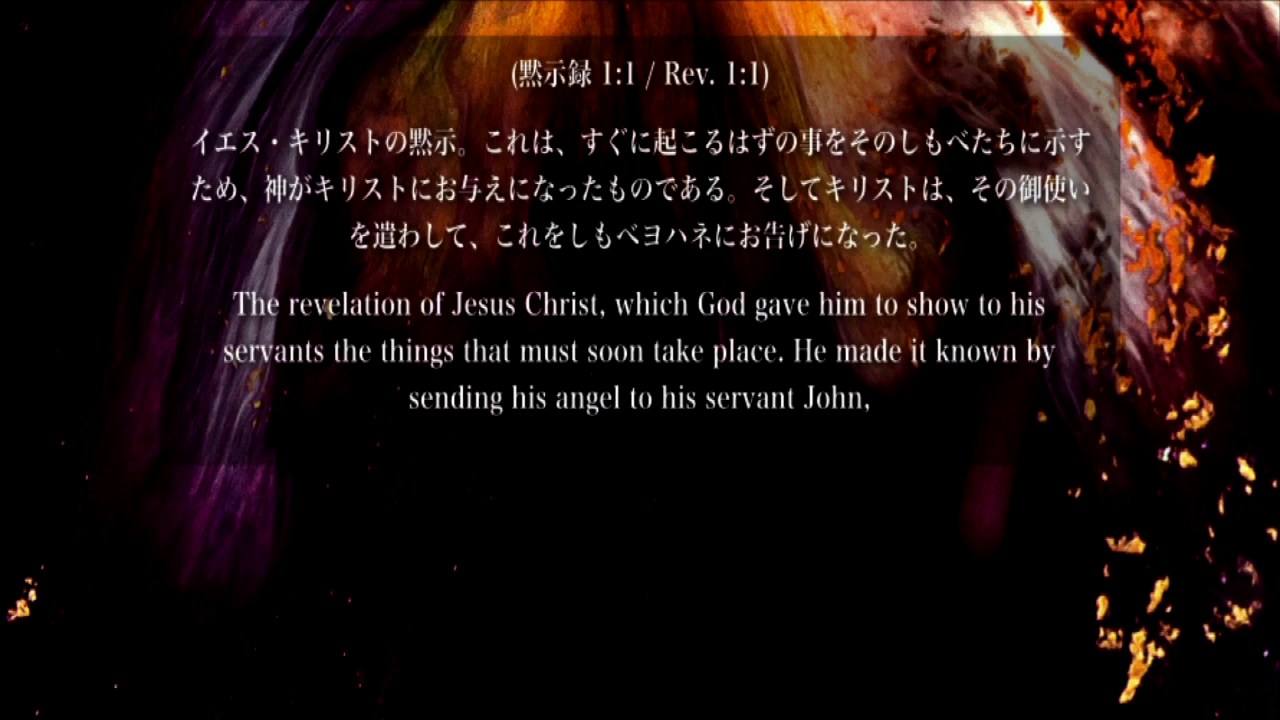 (黙示録 1:1 / Rev. 1:1)
イエス・キリストの黙示。これは、すぐに起こるはずの事をそのしもべたちに示す
ため、神がキリストにお与えになったものである。そしてキリストは、その御使い
を遣わして、これをしもべヨハネにお告げになった。
The revelation of Jesus Christ, which God gave him to show to his
servants the things that must soon take place. He made it known by
sending his angel to his servant John,